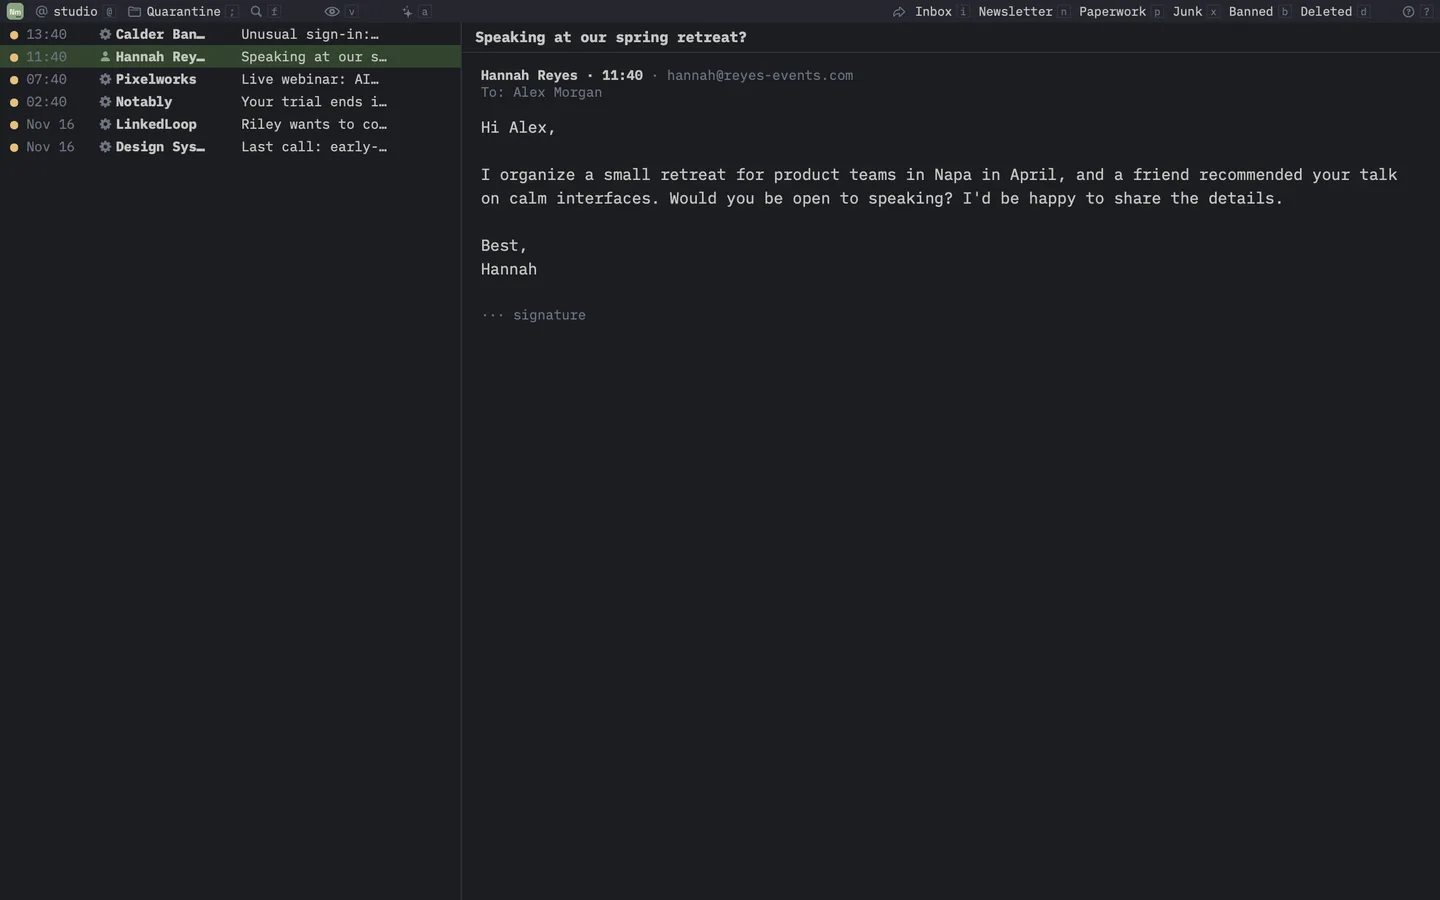 Nm @ studio @ Quarantine ; f v a Inbox i Newsletter n Paperwork p Junk x Banned b Deleted d ?
13:40 Calder Ban… Unusual sign-in:…
11:40 Hannah Rey… Speaking at our s…
07:40 Pixelworks Live webinar: AI…
02:40 Notably Your trial ends i…
Nov 16 LinkedLoop Riley wants to co…
Nov 16 Design Sys… Last call: early-…
Speaking at our spring retreat?
Hannah Reyes · 11:40 · hannah@reyes-events.com
To: Alex Morgan
Hi Alex,
I organize a small retreat for product teams in Napa in April, and a friend recommended your talk
on calm interfaces. Would you be open to speaking? I'd be happy to share the details.
Best,
Hannah
··· signature